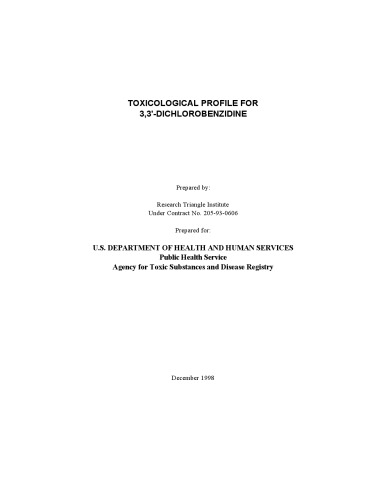 TOXICOLOGICAL PROFILE FOR
3,3'-DICHLOROBENZIDINE
Prepared by:
Research Triangle Institute
Under Contract No. 205-93-0606
Prepared for:
U.S. DEPARTMENT OF HEALTH AND HUMAN SERVICES
Public Health Service
Agency for Toxic Substances and Disease Registry
December 1998